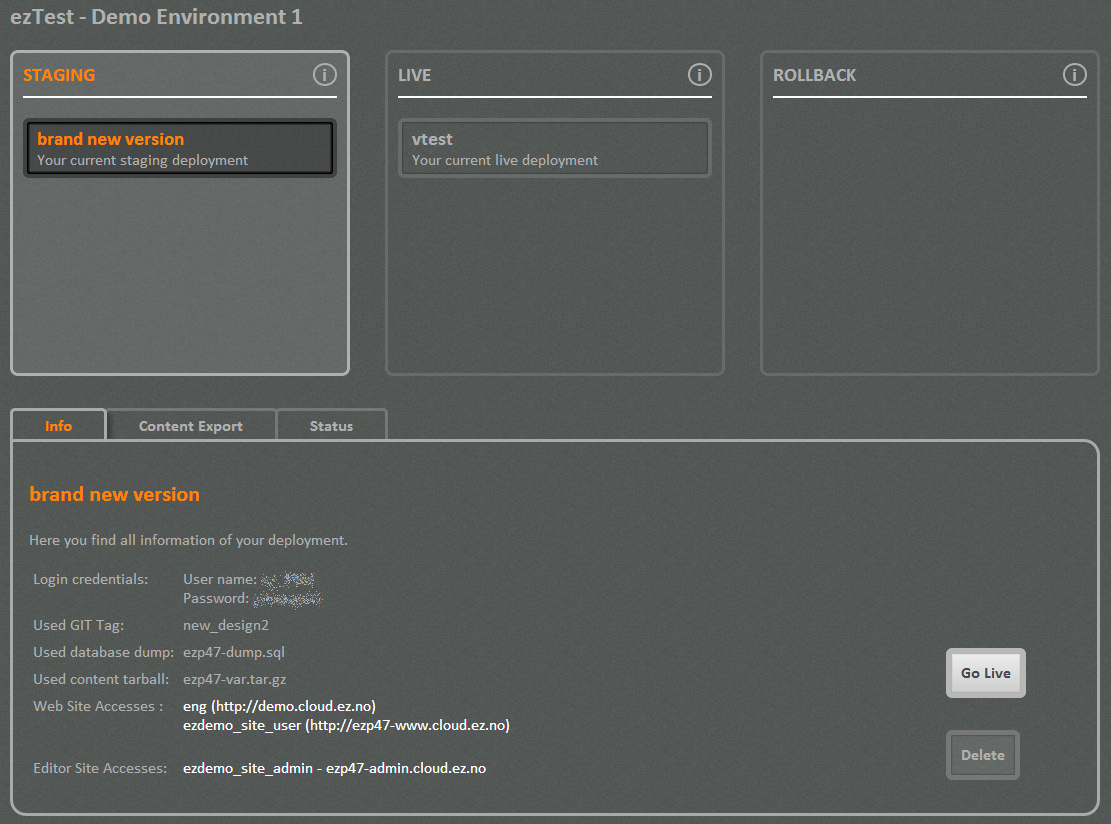 ezTest - Demo Environment 1
STAGING
brand new version
Your current staging deployment
LIVE
vtest
Your current live deployment
ROLLBACK
Info
Content Export
Status
brand new version
Here you find all information of your deployment.
Login credentials: User name:
Password:
Used GIT Tag: new_design2
Used database dump: ezp47-dump.sql
Used content tarball: ezp47-var.tar.gz
Web Site Accesses : eng (http://demo.cloud.ez.no)
ezdemo_site_user (http://ezp47-www.cloud.ez.no)
Editor Site Accesses: ezdemo_site_admin - ezp47-admin.cloud.ez.no
Go Live
Delete